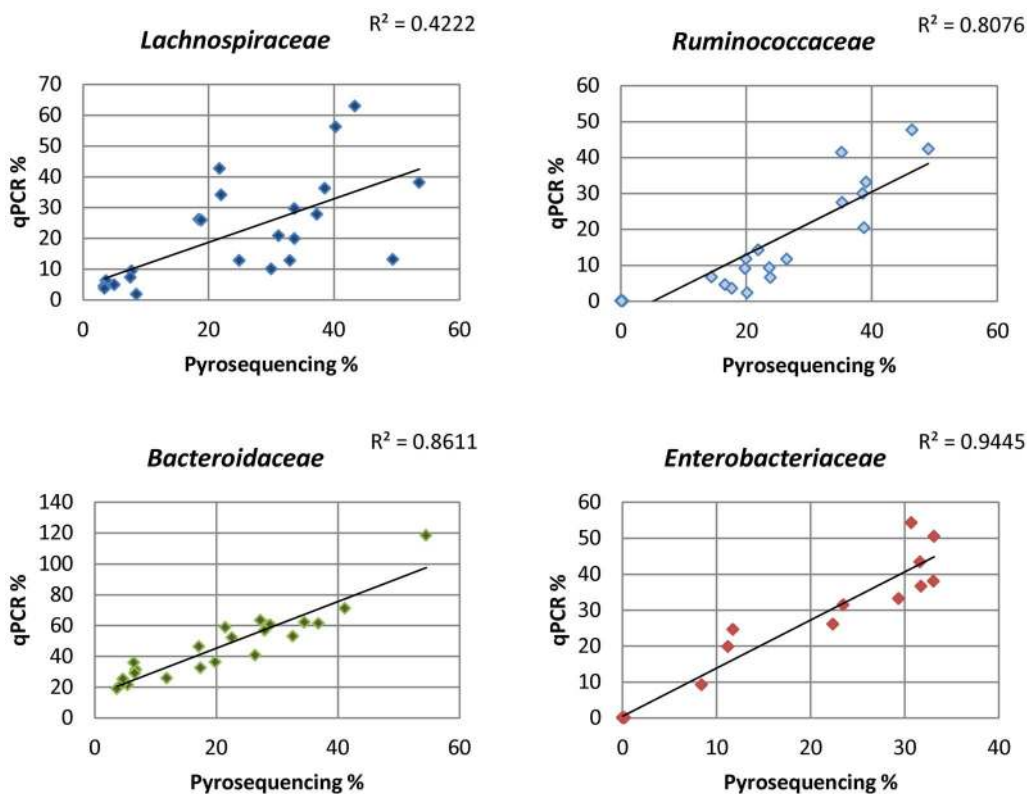 Lachnospiraceae R² = 0.4222
70
60
50
40
30
20
10
0
qPCR %
0 20 40 60
Pyrosequencing %
Ruminococcaceae R² = 0.8076
60
50
40
30
20
10
0
qPCR %
0 20 40 60
Pyrosequencing %
Bacteroidaceae R² = 0.8611
140
120
100
80
60
40
20
0
qPCR %
0 20 40 60
Pyrosequencing %
Enterobacteriaceae R² = 0.9445
60
50
40
30
20
10
0
qPCR %
0 10 20 30 40
Pyrosequencing %